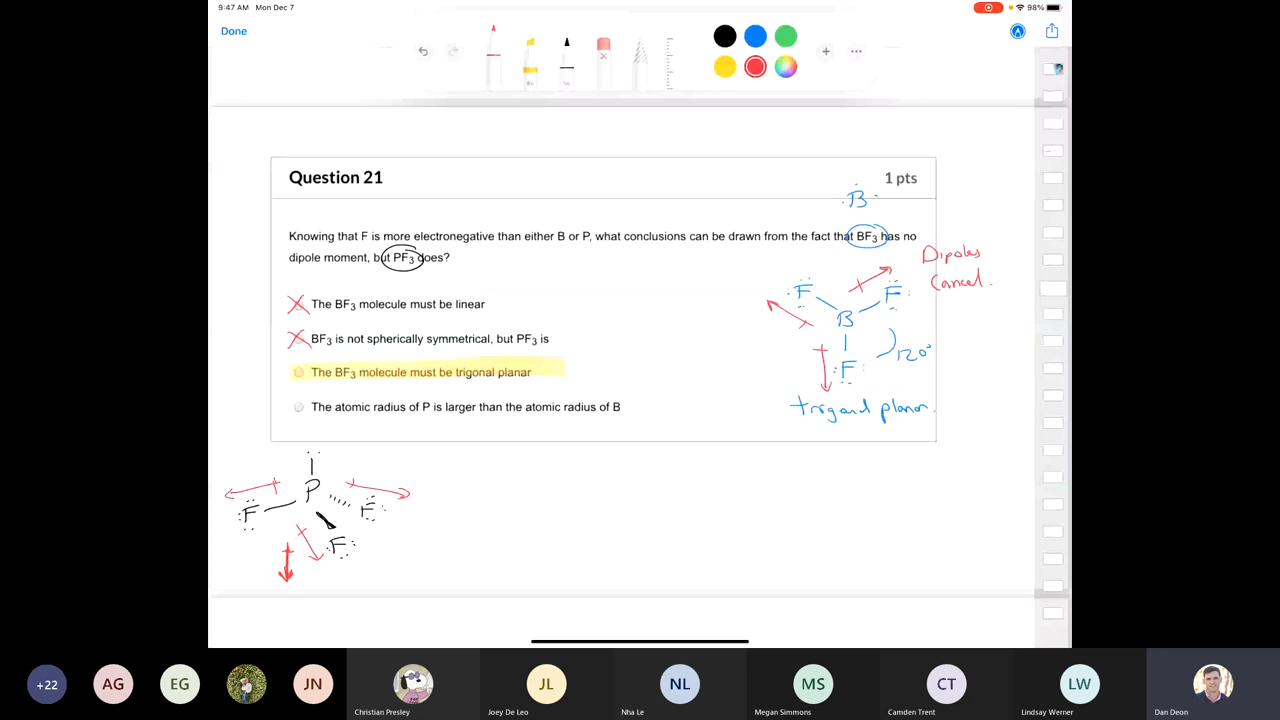 9:47 AM Mon Dec 7
98%
Done
Question 21
1 pts
B
Knowing that F is more electronegative than either B or P, what conclusions can be drawn from the fact that BF3 has no
dipole moment, but PF3 does?
Dipoles
Cancel.
The BF3 molecule must be linear
F
F
B
BF3 is not spherically symmetrical, but PF3 is
120°
The BF3 molecule must be trigonal planar
F
The atomic radius of P is larger than the atomic radius of B
trigonal planar.
P
F
F
F
+22
AG
EG
JN
JL
NL
MS
CT
LW
Christian Presley
Joey De Leo
Nha Le
Megan Simmons
Camden Trent
Lindsay Werner
Dan Deon